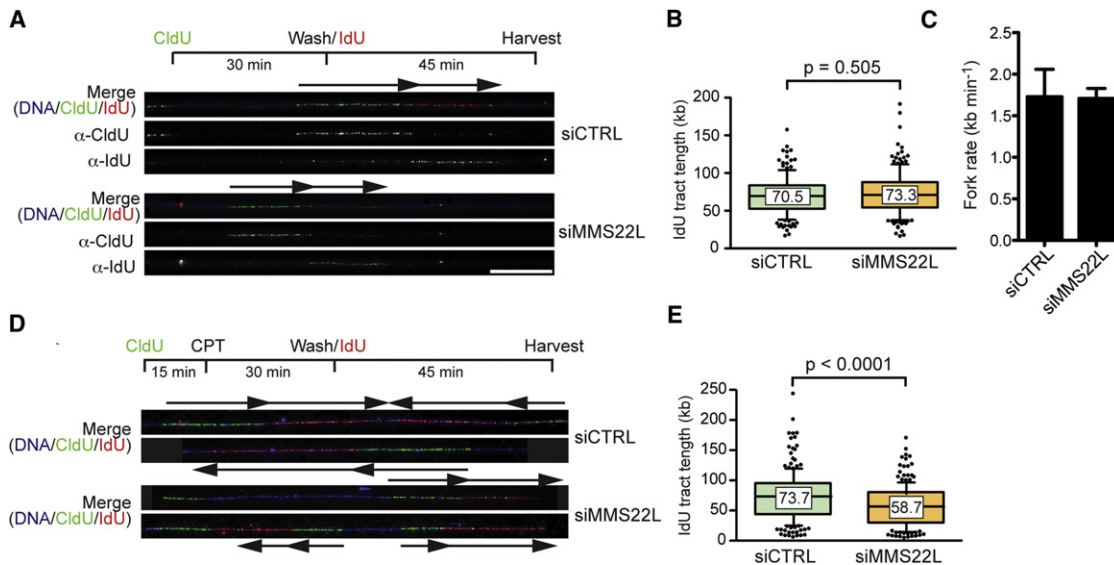 A
CldU
Wash/IdU
Harvest
30 min
45 min
Merge
(DNA/CldU/IdU)
α-CldU
α-IdU
siCTRL
Merge
(DNA/CldU/IdU)
α-CldU
α-IdU
siMMS22L
B
p = 0.505
IdU tract tength (kb)
200
150
100
50
0
70.5
73.3
siCTRL
siMMS22L
C
Fork rate (kb min-1)
2.5
2.0
1.5
1.0
0.5
0.0
siCTRL
siMMS22L
D
CldU
CPT
Wash/IdU
Harvest
15 min
30 min
45 min
Merge
(DNA/CldU/IdU)
siCTRL
Merge
(DNA/CldU/IdU)
siMMS22L
E
p < 0.0001
IdU tract tength (kb)
250
200
150
100
50
0
73.7
58.7
siCTRL
siMMS22L